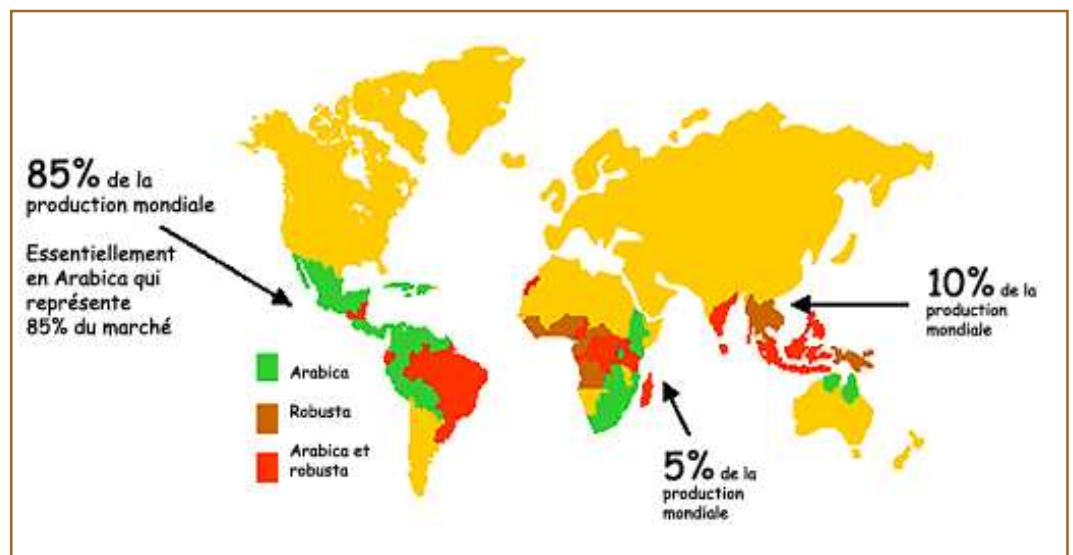 85% de la
production mondiale
Essentiellement
en Arabica qui
représente
85% du marché
Arabica
Robusta
Arabica et
robusta
10% de la
production
mondiale
5% de la
production
mondiale